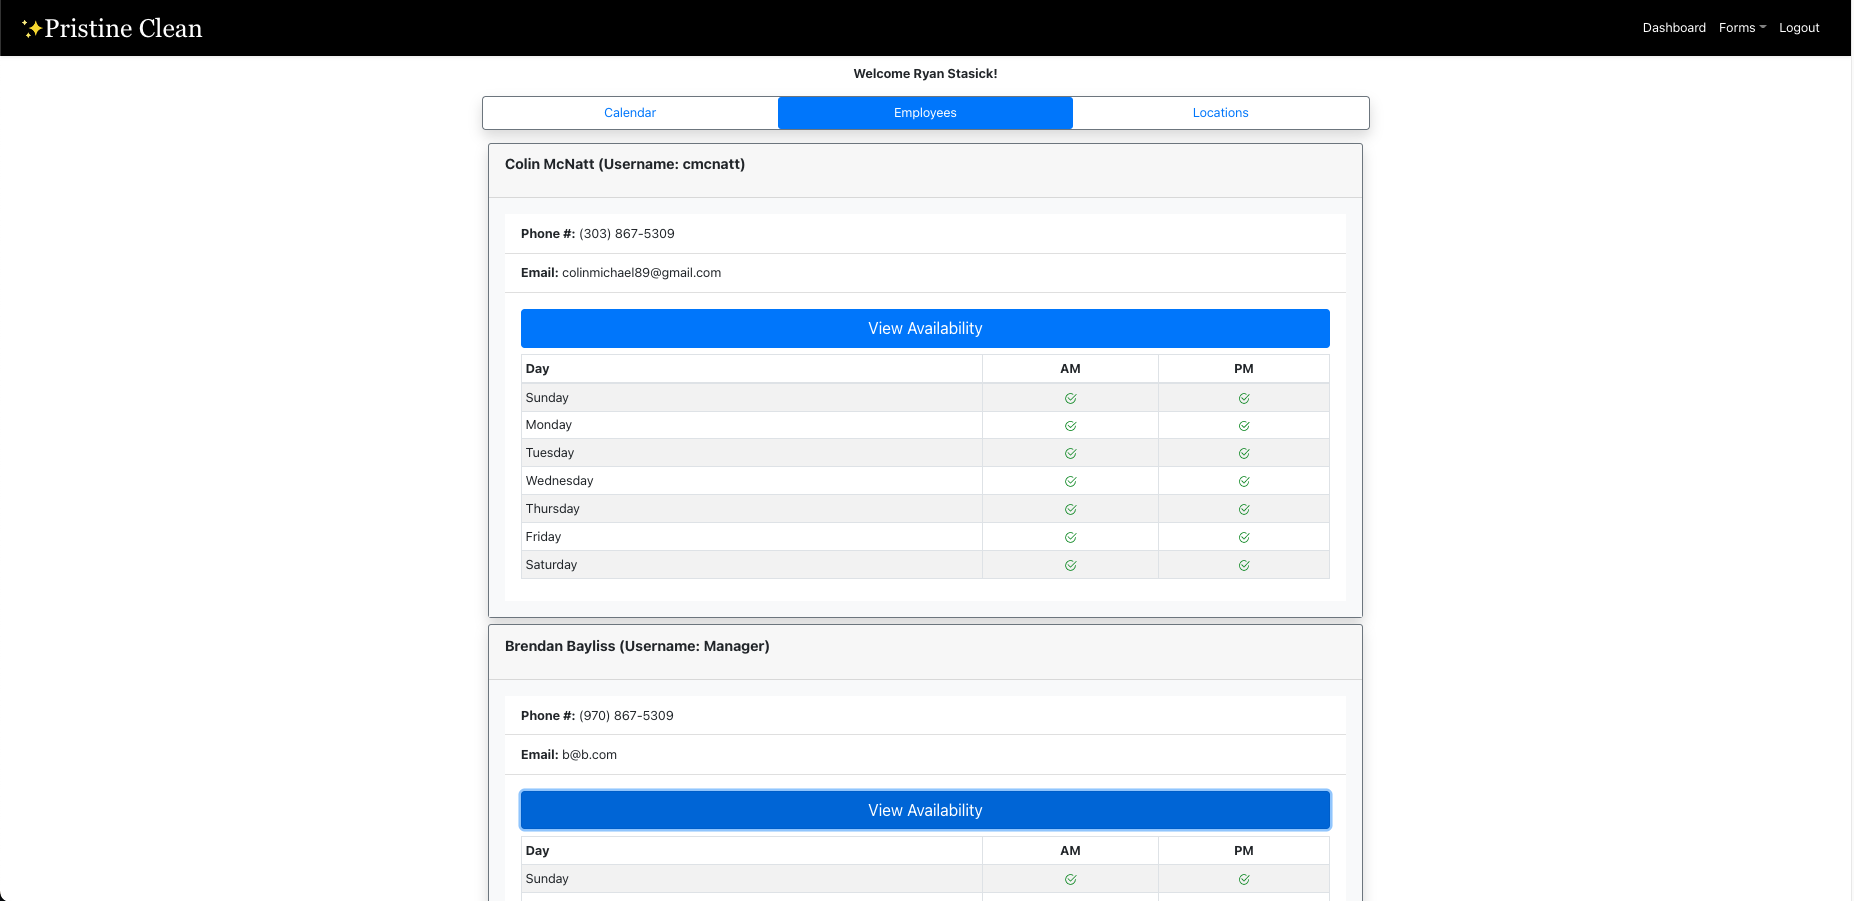 ✨Pristine Clean
Dashboard Forms Logout
Welcome Ryan Stasick!
Calendar Employees Locations
Colin McNatt (Username: cmcnatt)
Phone #: (303) 867-5309
Email: colinmichael89@gmail.com
View Availability
Day AM PM
Sunday
Monday
Tuesday
Wednesday
Thursday
Friday
Saturday
Brendan Bayliss (Username: Manager)
Phone #: (970) 867-5309
Email: b@b.com
View Availability
Day AM PM
Sunday